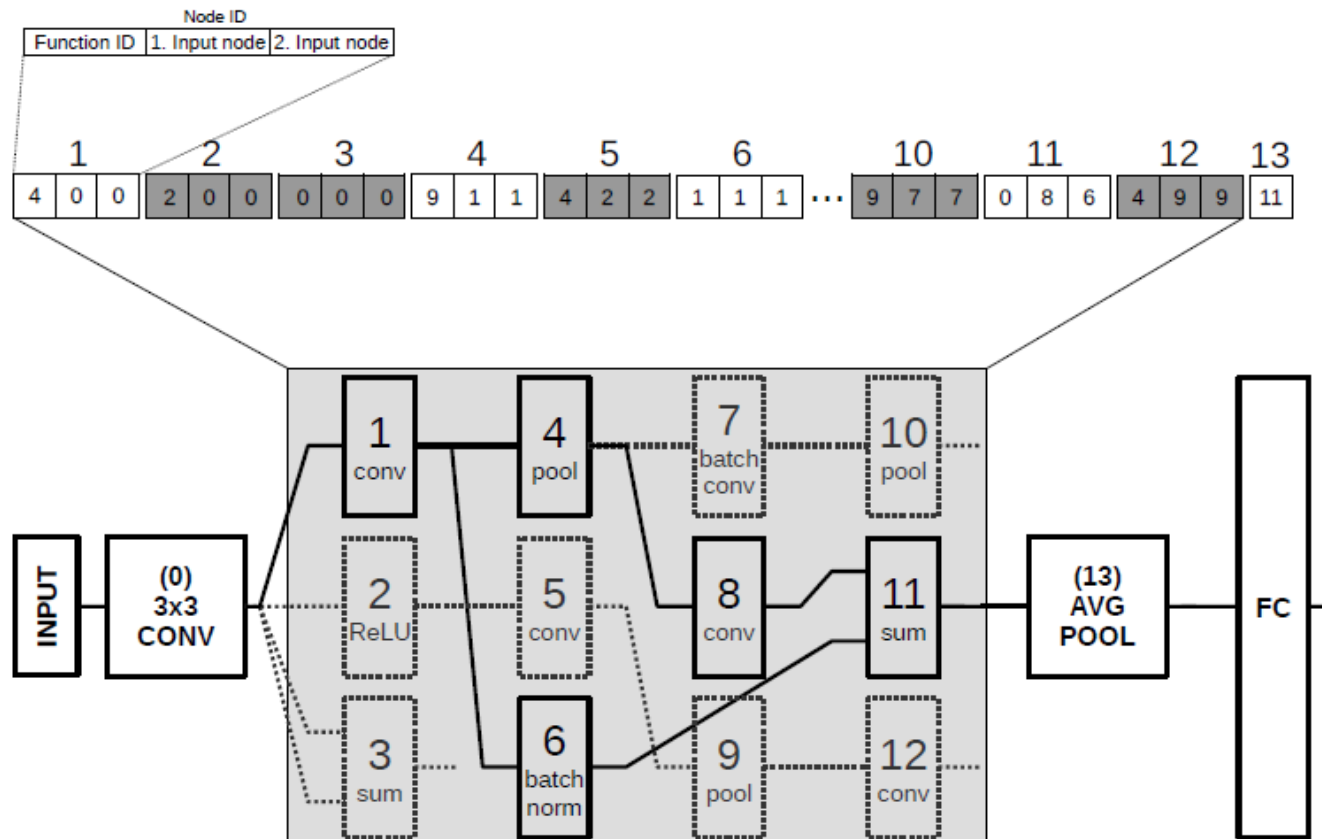 Node ID
Function ID 1. Input node 2. Input node
1 2 3 4 5 6 10 11 12 13
4 0 0 2 0 0 0 0 0 9 1 1 4 2 2 1 1 1 ... 9 7 7 0 8 6 4 9 9 11
1
conv
4
pool
7
batch
conv
10
pool
INPUT
(0)
3x3
CONV
2
ReLU
5
conv
8
conv
11
sum
(13)
AVG
POOL
FC
3
sum
6
batch
norm
9
pool
12
conv